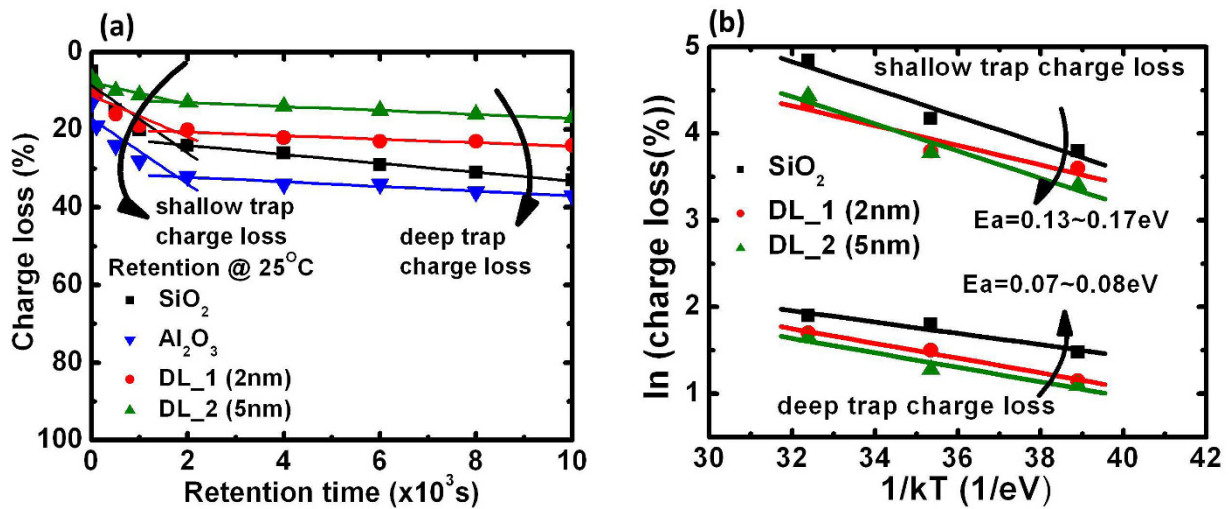 (a)
0
20
40
60
80
100
Charge loss (%)
shallow trap
charge loss
deep trap
charge loss
Retention @ 25°C
SiO₂
Al₂O₃
DL_1 (2nm)
DL_2 (5nm)
0 2 4 6 8 10
Retention time (x10³s)
(b)
5
4
3
2
1
ln (charge loss(%))
shallow trap charge loss
SiO₂
DL_1 (2nm)
DL_2 (5nm)
Ea=0.13~0.17eV
Ea=0.07~0.08eV
deep trap charge loss
30 32 34 36 38 40 42
1/kT (1/eV)